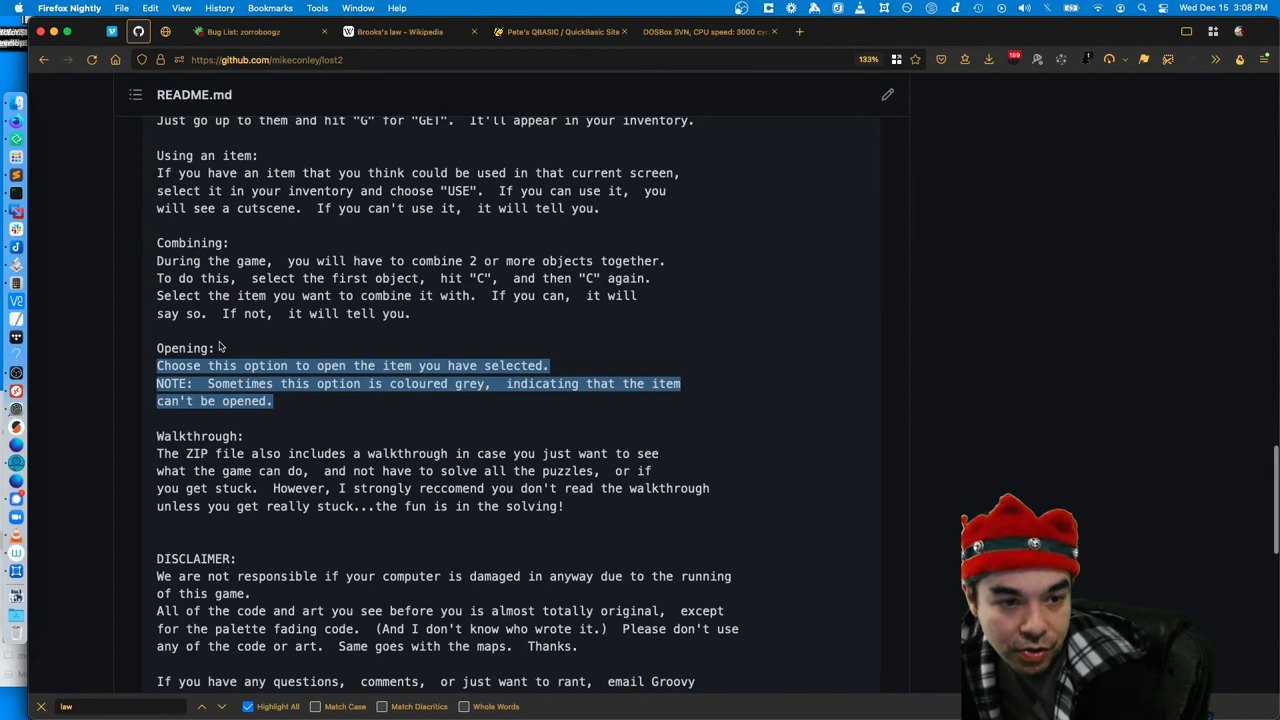 Firefox Nightly File Edit View History Bookmarks Tools Window Help
Wed Dec 15 3:08 PM
Bug List: zorroboogz
Brooks's law - Wikipedia
Pete's QBASIC / QuickBasic Site
DOSBox SVN, CPU speed: 3000 cyc
https://github.com/mikeconley/lost2
133%
189
README.md
Just go up to them and hit "G" for "GET". It'll appear in your inventory.
Using an item:
If you have an item that you think could be used in that current screen,
select it in your inventory and choose "USE". If you can use it, you
will see a cutscene. If you can't use it, it will tell you.
Combining:
During the game, you will have to combine 2 or more objects together.
To do this, select the first object, hit "C", and then "C" again.
Select the item you want to combine it with. If you can, it will
say so. If not, it will tell you.
Opening:
Choose this option to open the item you have selected.
NOTE: Sometimes this option is coloured grey, indicating that the item
can't be opened.
Walkthrough:
The ZIP file also includes a walkthrough in case you just want to see
what the game can do, and not have to solve all the puzzles, or if
you get stuck. However, I strongly reccomend you don't read the walkthrough
unless you get really stuck...the fun is in the solving!
DISCLAIMER:
We are not responsible if your computer is damaged in anyway due to the running
of this game.
All of the code and art you see before you is almost totally original, except
for the palette fading code. (And I don't know who wrote it.) Please don't use
any of the code or art. Same goes with the maps. Thanks.
If you have any questions, comments, or just want to rant, email Groovy
law
Highlight All
Match Case
Match Diacritics
Whole Words